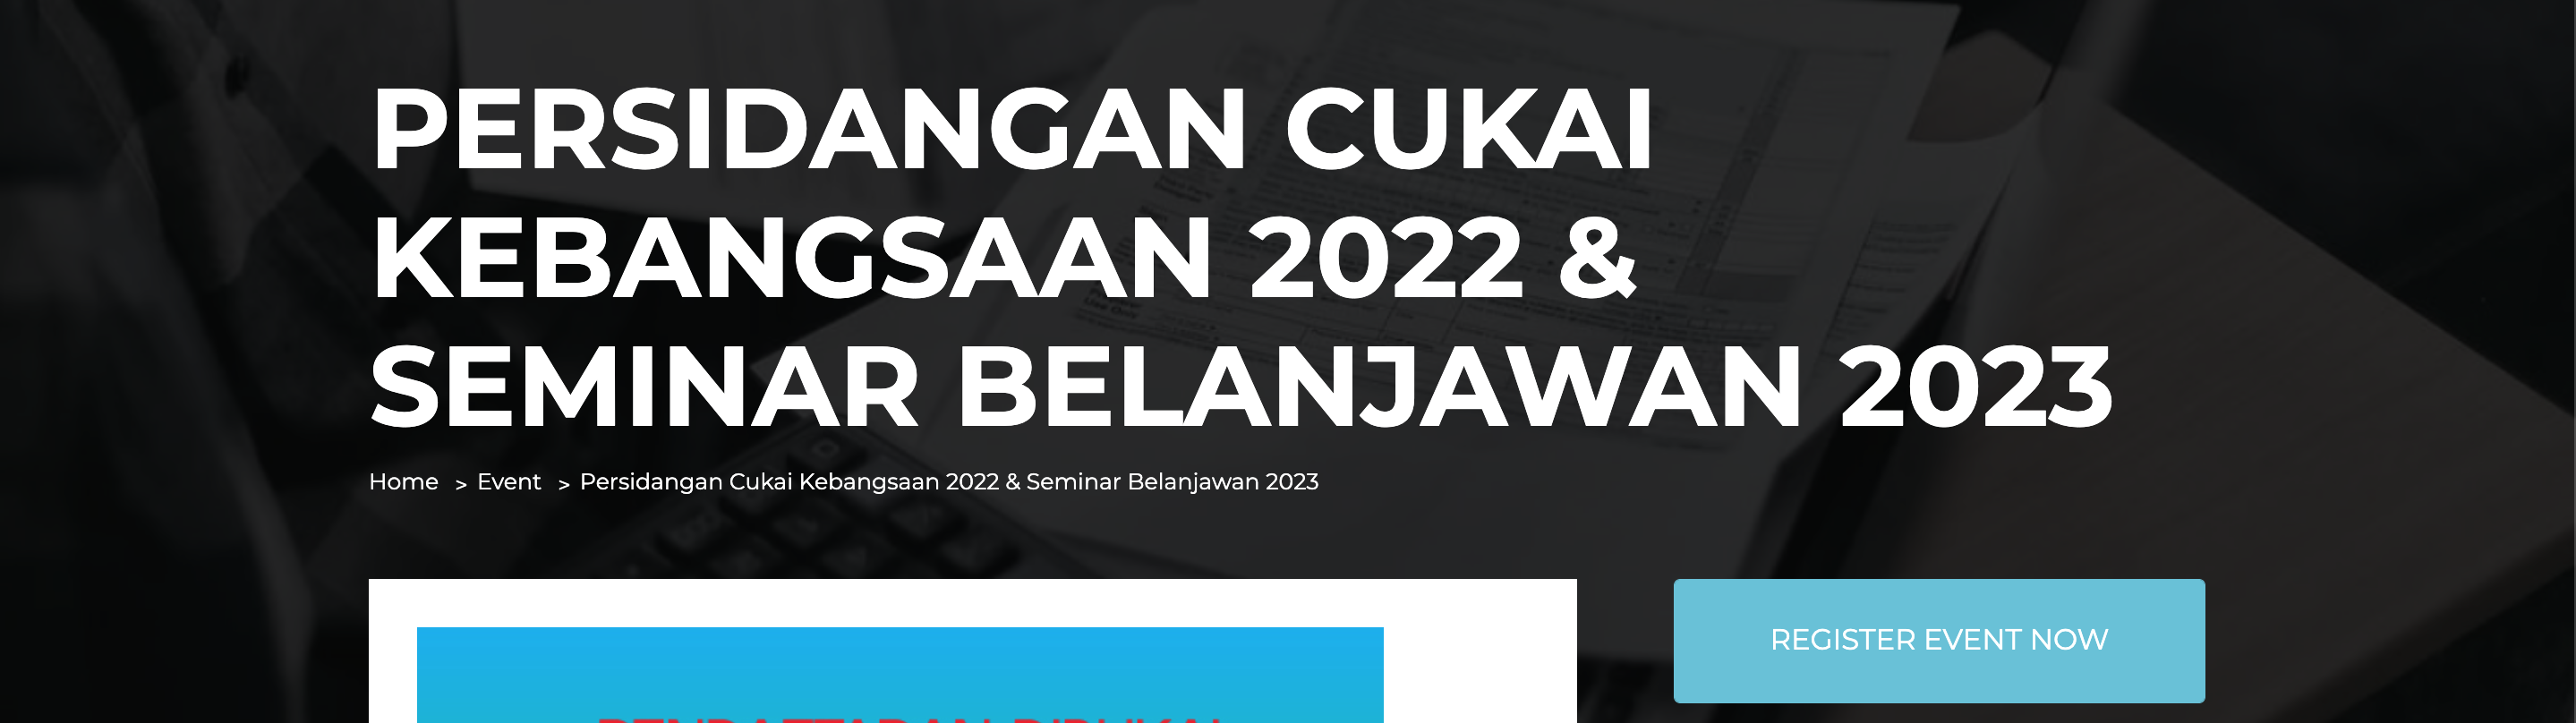 PERSIDANGAN CUKAI
KEBANGSAAN 2022 &
SEMINAR BELANJAWAN 2023
Home > Event > Persidangan Cukai Kebangsaan 2022 & Seminar Belanjawan 2023
REGISTER EVENT NOW